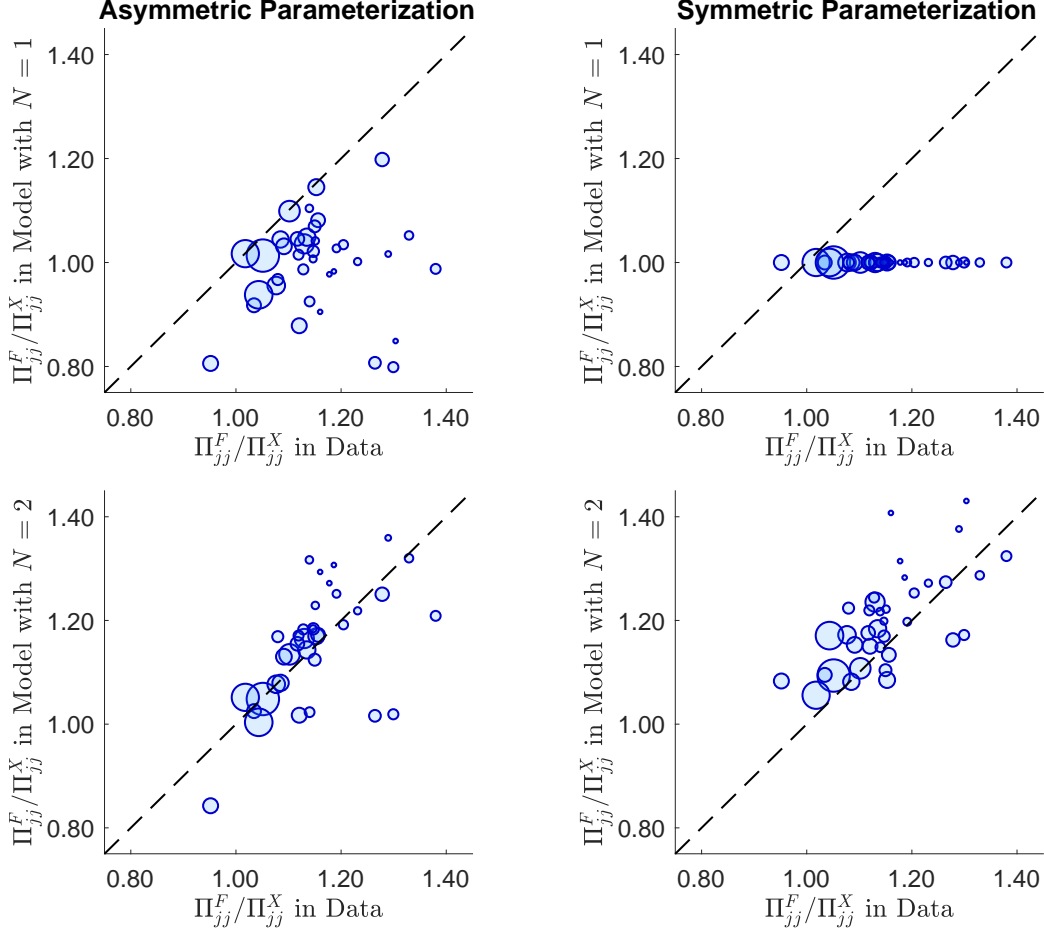 Asymmetric Parameterization
Π^F_jj/Π^X_jj in Model with N = 1
1.40
1.20
1.00
0.80
0.80 1.00 1.20 1.40
Π^F_jj/Π^X_jj in Data
Symmetric Parameterization
Π^F_jj/Π^X_jj in Model with N = 1
1.40
1.20
1.00
0.80
0.80 1.00 1.20 1.40
Π^F_jj/Π^X_jj in Data
Π^F_jj/Π^X_jj in Model with N = 2
1.40
1.20
1.00
0.80
0.80 1.00 1.20 1.40
Π^F_jj/Π^X_jj in Data
Π^F_jj/Π^X_jj in Model with N = 2
1.40
1.20
1.00
0.80
0.80 1.00 1.20 1.40
Π^F_jj/Π^X_jj in Data